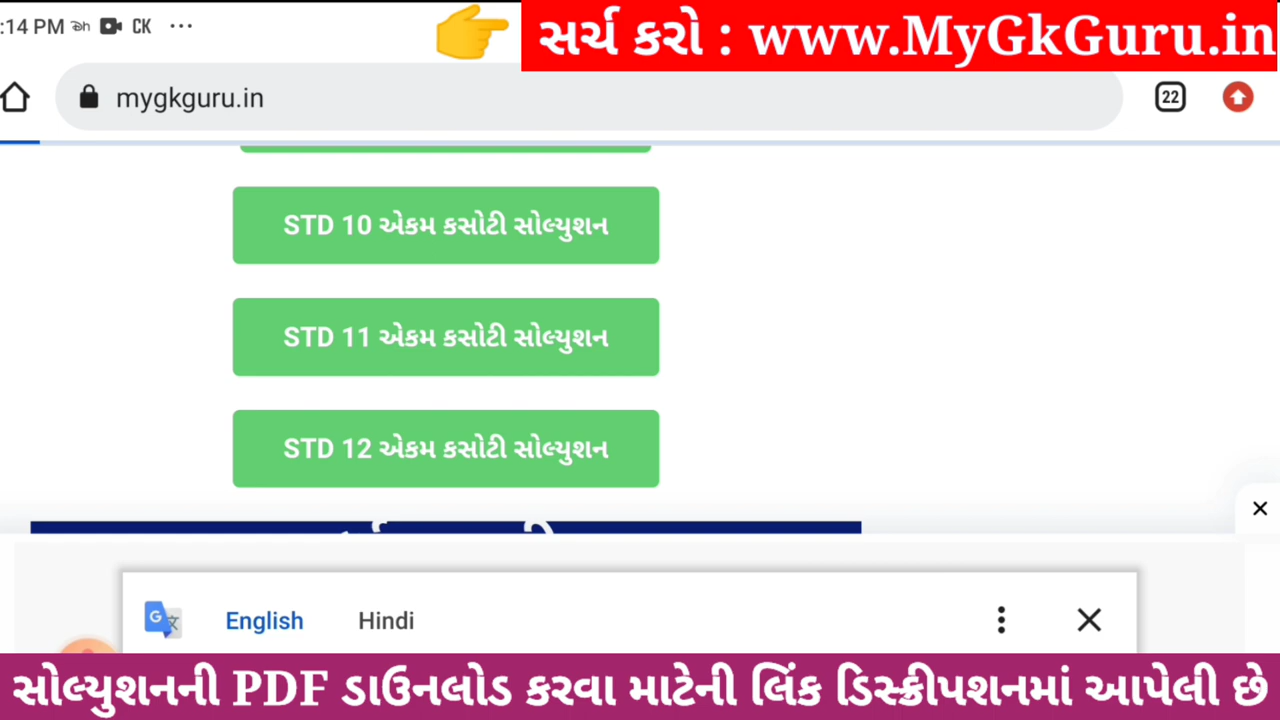 :14 PM CK ...
સર્ચ કરો : www.MyGkGuru.in
mygkguru.in
22
STD 10 એકમ કસોટી સોલ્યુશન
STD 11 એકમ કસોટી સોલ્યુશન
STD 12 એકમ કસોટી સોલ્યુશન
English Hindi
સોલ્યુશનની PDF ડાઉનલોડ કરવા માટેની લિંક ડિસ્ક્રીપશનમાં આપેલી છે